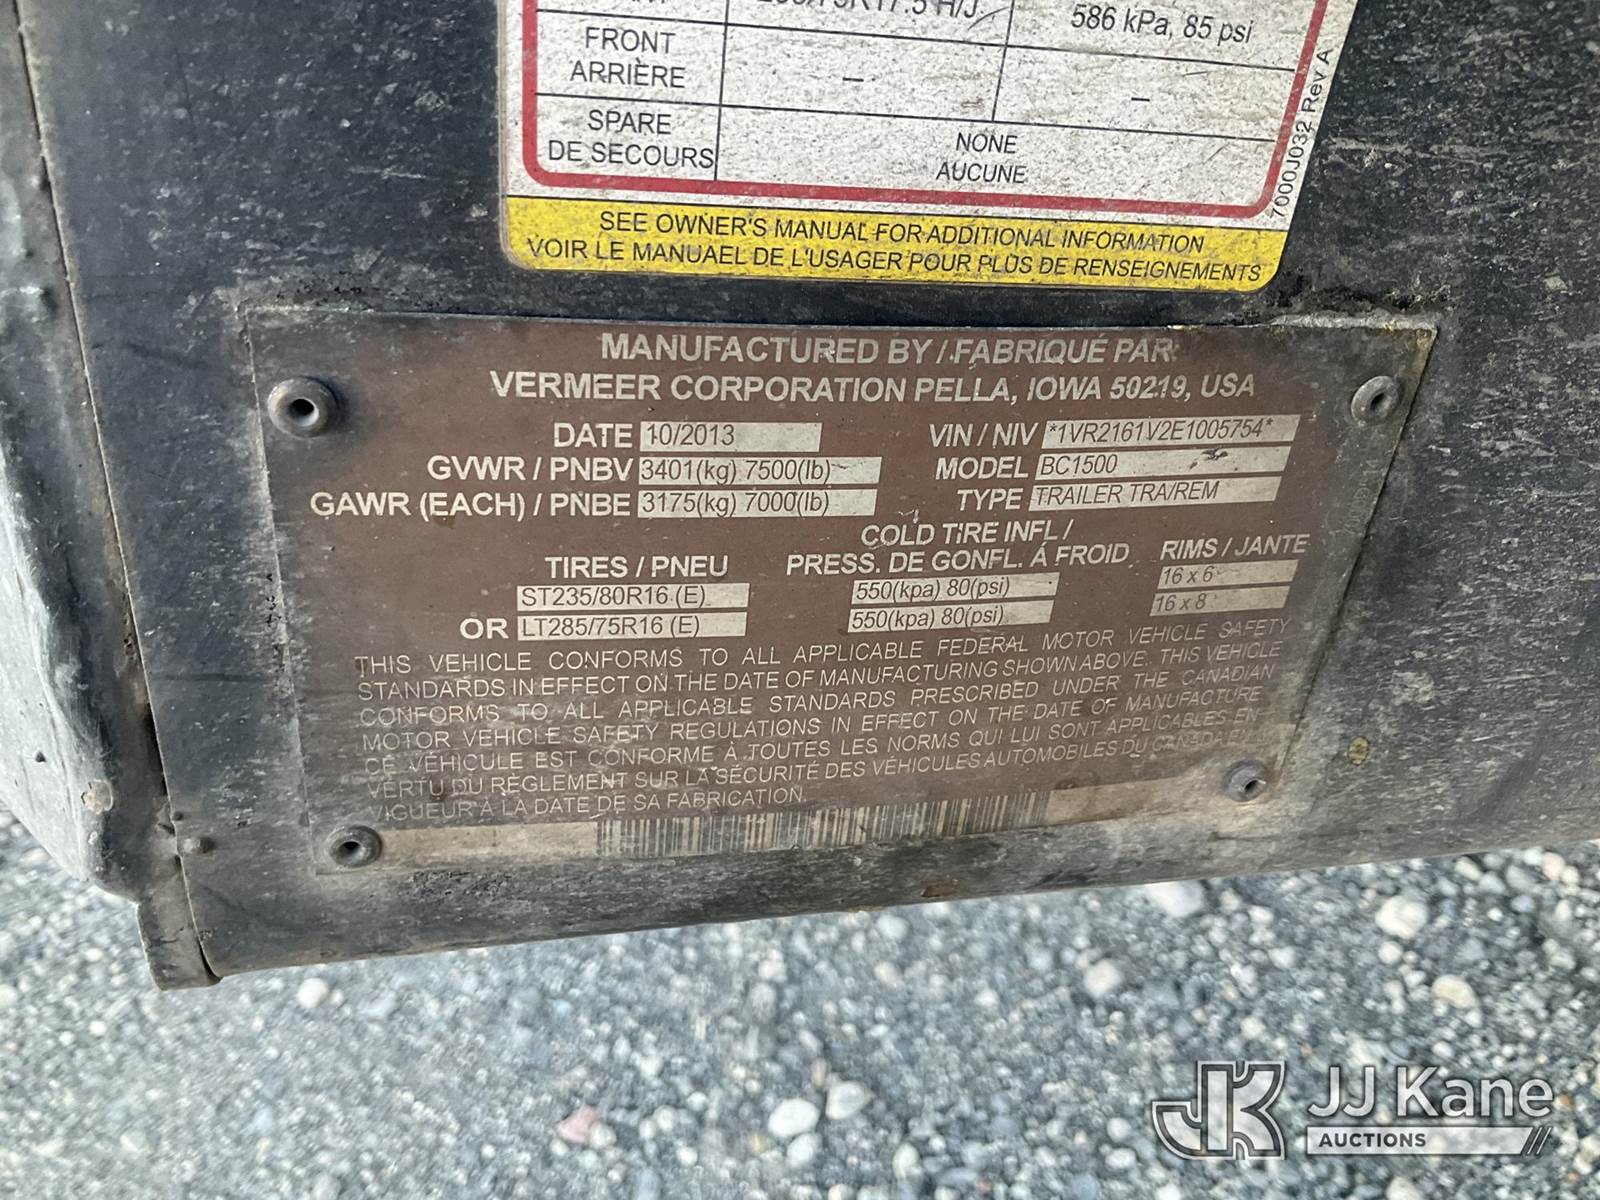 586 kPa, 85 psi
FRONT
ARRIÈRE
–
–
SPARE
DE SECOURS
NONE
AUCUNE
7000J032 Rev A
SEE OWNER'S MANUAL FOR ADDITIONAL INFORMATION
VOIR LE MANUAEL DE L'USAGER POUR PLUS DE RENSEIGNEMENTS
MANUFACTURED BY / FABRIQUÉ PAR:
VERMEER CORPORATION PELLA, IOWA 50219, USA
DATE 10/2013 VIN / NIV *1VR2161V2E1005754*
GVWR / PNBV 3401(kg) 7500(lb) MODEL BC1500
GAWR (EACH) / PNBE 3175(kg) 7000(lb) TYPE TRAILER TRA/REM
COLD TIRE INFL /
TIRES / PNEU PRESS. DE GONFL. Á FROID RIMS / JANTE
ST235/80R16 (E) 550(kpa) 80(psi) 16 x 6
OR LT285/75R16 (E) 550(kpa) 80(psi) 16 x 8
THIS VEHICLE CONFORMS TO ALL APPLICABLE FEDERAL MOTOR VEHICLE SAFETY
STANDARDS IN EFFECT ON THE DATE OF MANUFACTURING SHOWN ABOVE. THIS VEHICLE
CONFORMS TO ALL APPLICABLE STANDARDS PRESCRIBED UNDER THE CANADIAN
MOTOR VEHICLE SAFETY REGULATIONS IN EFFECT ON THE DATE OF MANUFACTURE
CE VÉHICULE EST CONFORME À TOUTES LES NORMS QUI LUI SONT APPLICABLES EN
VERTU DU RÈGLEMENT SUR LA SÉCURITÉ DES VÉHICULES AUTOMOBILES DU CANADA EN
VIGUEUR À LA DATE DE SA FABRICATION.
JK JJ Kane
AUCTIONS